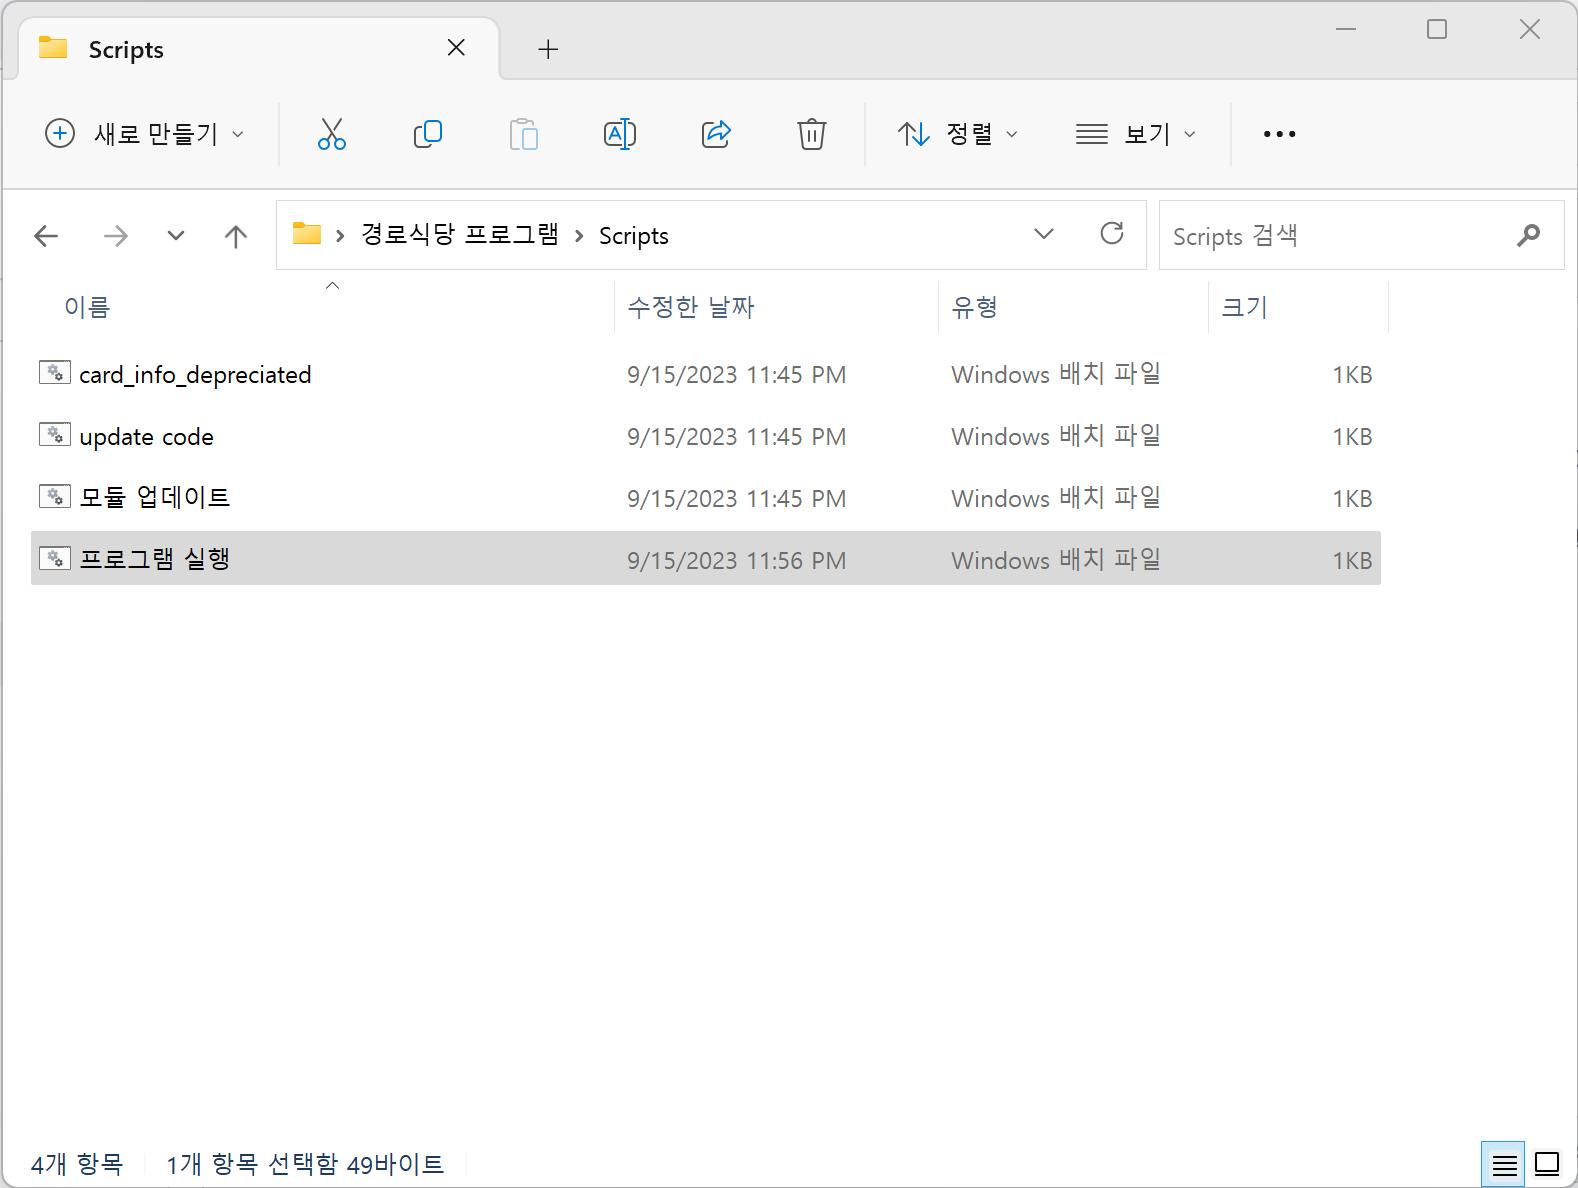 Scripts
새로 만들기
정렬
보기
경로식당 프로그램 > Scripts
Scripts 검색
이름 수정한 날짜 유형 크기
card_info_depreciated 9/15/2023 11:45 PM Windows 배치 파일 1KB
update code 9/15/2023 11:45 PM Windows 배치 파일 1KB
모듈 업데이트 9/15/2023 11:45 PM Windows 배치 파일 1KB
프로그램 실행 9/15/2023 11:56 PM Windows 배치 파일 1KB
4개 항목 1개 항목 선택함 49바이트